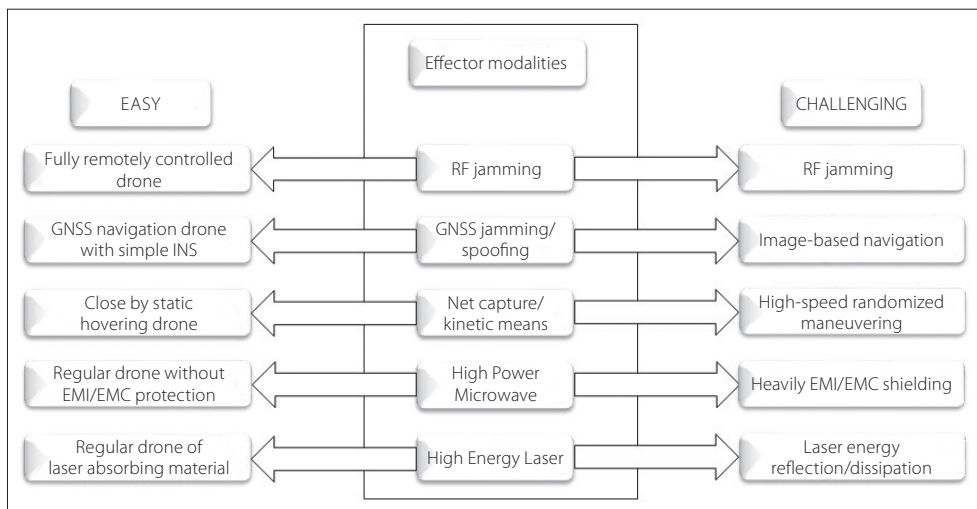 Effector modalities
EASY
CHALLENGING
Fully remotely controlled
drone
RF jamming
RF jamming
GNSS navigation drone
with simple INS
GNSS jamming/
spoofing
Image-based navigation
Close by static
hovering drone
Net capture/
kinetic means
High-speed randomized
maneuvering
Regular drone without
EMI/EMC protection
High Power
Microwave
Heavily EMI/EMC shielding
Regular drone of
laser absorbing material
High Energy Laser
Laser energy
reflection/dissipation